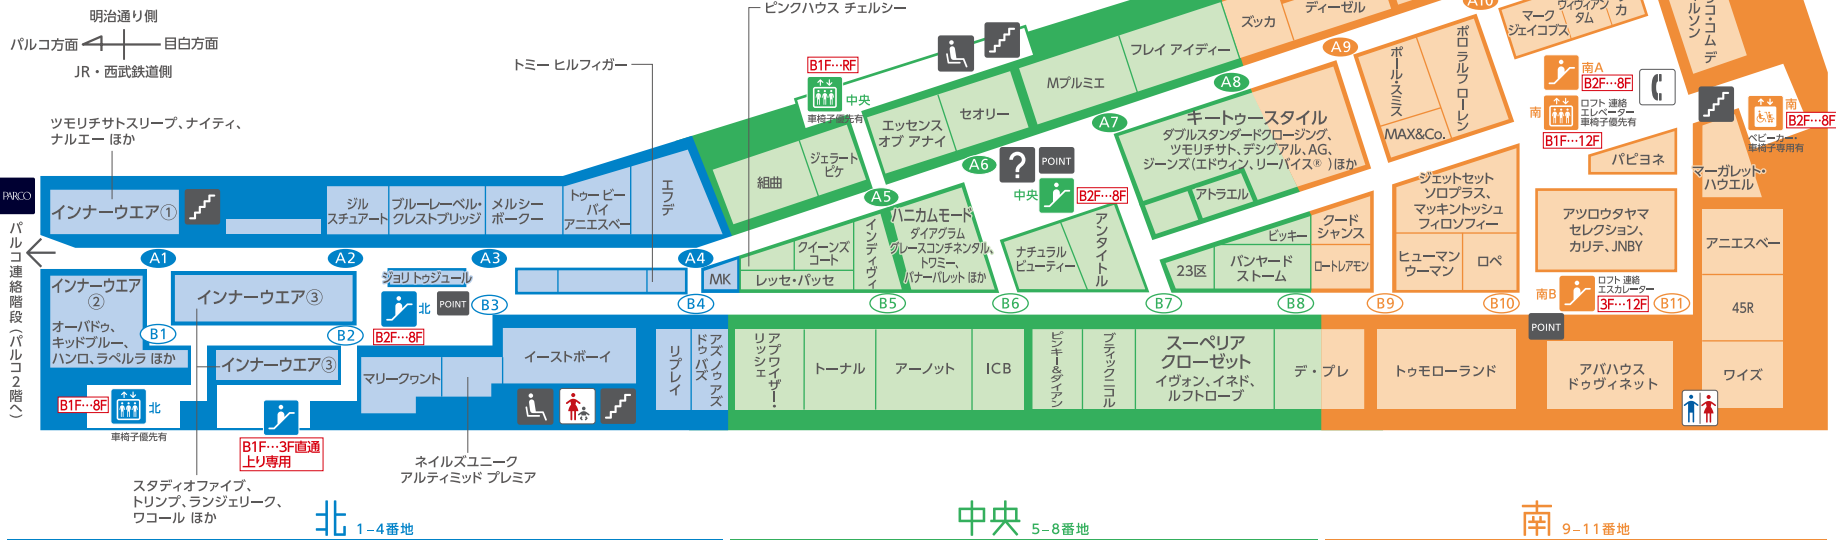 明治通り側
パルコ方面
目白方面
JR・西武鉄道側
ピンクハウス チェルシー
トミー ヒルフィガー
ツモリチサトスリープ、ナイティ、
ナルエー ほか
PARCO
パルコ連絡階段(パルコ2階へ)
インナーウエア①
ジル
スチュアート
ブルーレーベル・
クレストブリッジ
メルシー
ボークー
トゥー ビー
バイ
アニエスベー
エフデ
A1
A2
A3
A4
インナーウエア
②
オーバドゥ、
キッドブルー、
ハンロ、ラペルラ ほか
インナーウエア③
ジョリ トゥジュール
北
POINT
B2F…8F
B1
B2
B3
B4
MK
インナーウエア③
マリークヮント
イーストボーイ
リプレイ
アズノゥアズ
ドゥバズ
B1F…8F
北
車椅子優先有
B1F…3F直通
上り専用
スタディオファイブ、
トリンプ、ランジェリーク、
ワコール ほか
ネイルズユニーク
アルティミッド プレミア
北 1-4番地
B1F…RF
中央
車椅子優先有
組曲
ジェラート
ピケ
エッセンス
オブ アナイ
セオリー
Mプルミエ
フレイ アイディー
A5
A6
A7
A8
?
POINT
中央
B2F…8F
クイーンズ
コート
レッセ・パッセ
インディヴィ
ハニカムモード
ダイアグラム
グレースコンチネンタル、
トワミー、
バナーバレット ほか
ナチュラル
ビューティー
アンタイトル
キートゥースタイル
ダブルスタンダードクロージング、
ツモリチサト、デシグアル、AG、
ジーンズ(エドウィン、リーバイス®)ほか
アトラエル
ビッキー
23区
バンヤード
ストーム
B5
B6
B7
B8
アプワイザー・
リッシェ
トーナル
アーノット
ICB
ピンキー&ダイアン
ブティックニコル
スーペリア
クローゼット
イヴォン、イネド、
ルフトローブ
デ・プレ
中央 5-8番地
ズッカ
ディーゼル
A9
A10
ポール・スミス
ポロ ラルフ ローレン
MAX&Co.
マーク
ジェイコブス
ヴィヴィアン
タム
カ
コ・コム・デ
ルソン
南A
B2F…8F
南
ロフト 連絡
エレベーター
車椅子優先有
B1F…12F
南
B2F…8F
ベビーカー・
車椅子専用有
パピヨネ
マーガレット・
ハウエル
クード
シャンス
ロートレアモン
ジェットセット
ソロプラス、
マッキントッシュ
フィロソフィー
ヒューマン
ウーマン
ロペ
アツロウタヤマ
セレクション、
カリテ、JNBY
アニエスベー
45R
ワイズ
南B
ロフト 連絡
エスカレーター
3F…12F
B9
B10
B11
POINT
トゥモローランド
アバハウス
ドゥヴィネット
南 9-11番地